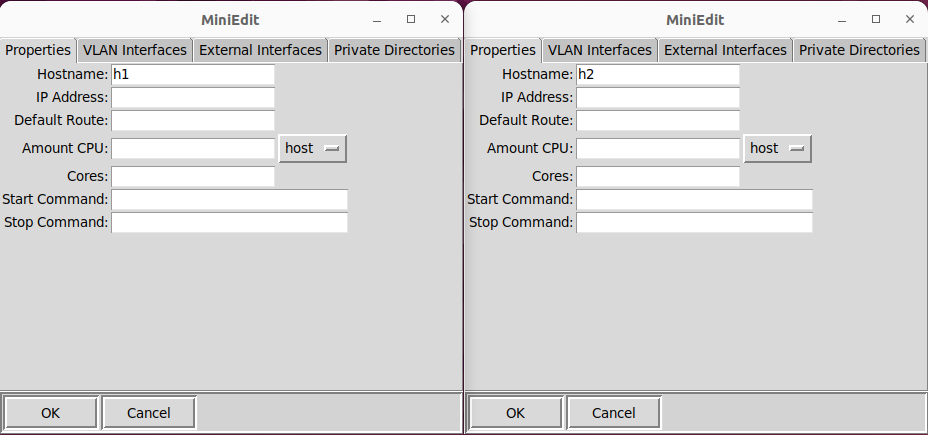 MiniEdit
Properties VLAN Interfaces External Interfaces Private Directories
Hostname: h1
IP Address:
Default Route:
Amount CPU: host
Cores:
Start Command:
Stop Command:
OK Cancel
MiniEdit
Properties VLAN Interfaces External Interfaces Private Directories
Hostname: h2
IP Address:
Default Route:
Amount CPU: host
Cores:
Start Command:
Stop Command:
OK Cancel